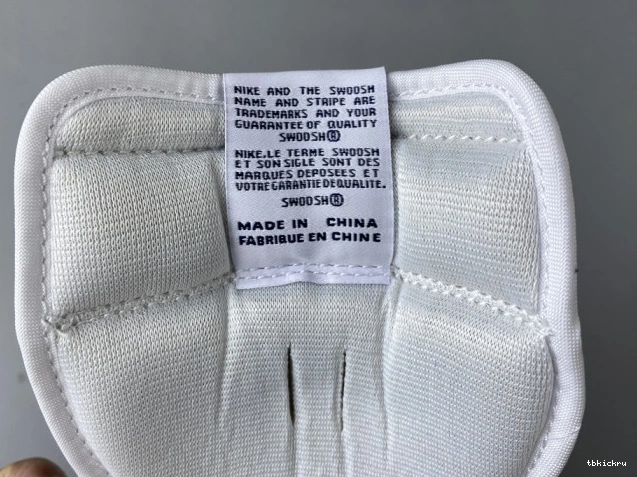 NIKE AND THE SWOOSH
NAME AND STRIPE ARE
TRADEMARKS AND YOUR
GUARANTEE OF QUALITY
SWOOSH®
NIKE.LE TERME SWOOSH
ET SON SIGLE SONT DES
MARQUES DEPOSEES ET
VOTRE GARANTIE DE QUALITE.
SWOOSH®
MADE IN CHINA
FABRIQUE EN CHINE
tbkickru